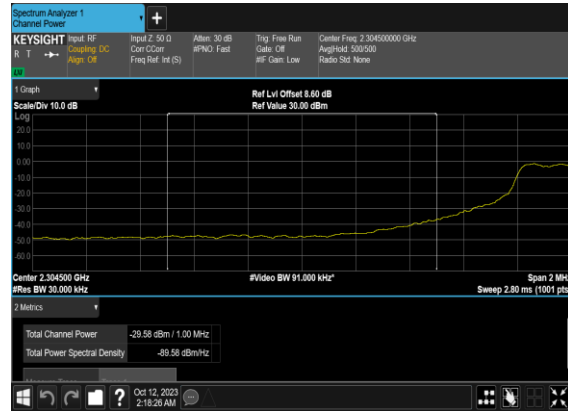 Spectrum Analyzer 1
Channel Power
+
KEYSIGHT
R T
LW
Input: RF
Coupling: DC
Align: Off
Input Z: 50 Ω
Corr CCorr
Freq Ref: Int (S)
Atten: 30 dB
#PNO: Fast
Trig: Free Run
Gate: Off
#IF Gain: Low
Center Freq: 2.304500000 GHz
Avg|Hold: 500/500
Radio Std: None
1 Graph
Scale/Div 10.0 dB
Ref Lvl Offset 8.60 dB
Ref Value 30.00 dBm
Log
20.0
10.0
0.00
-10.0
-20.0
-30.0
-40.0
-50.0
-60.0
Center 2.304500 GHz
#Res BW 30.000 kHz
#Video BW 91.000 kHz*
Span 2 MHz
Sweep 2.80 ms (1001 pts)
2 Metrics
Total Channel Power -29.58 dBm / 1.00 MHz
Total Power Spectral Density -89.58 dBm/Hz
?
Oct 12, 2023
2:18:26 AM